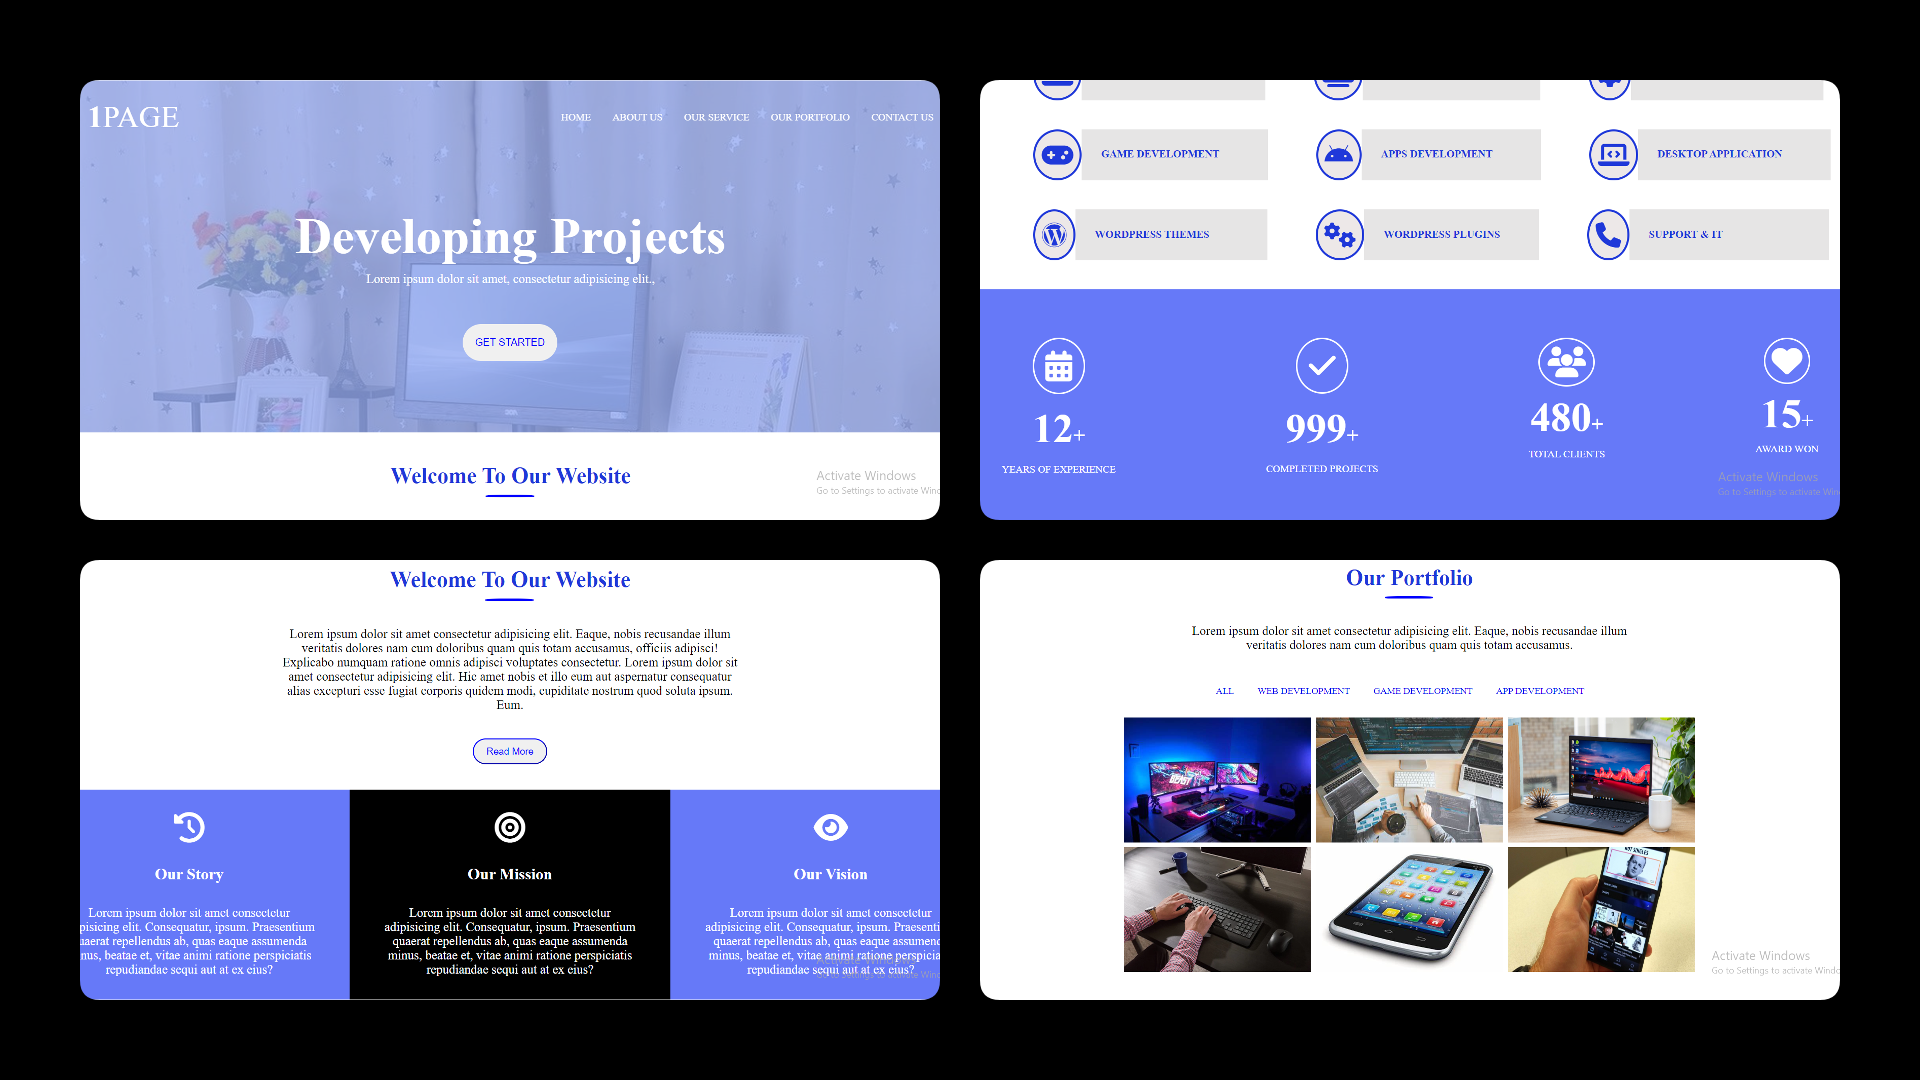 1PAGE
HOME ABOUT US OUR SERVICE OUR PORTFOLIO CONTACT US
Developing Projects
Lorem ipsum dolor sit amet, consectetur adipisicing elit.,
GET STARTED
Welcome To Our Website
Activate Windows
Go to Settings to activate Wind
GAME DEVELOPMENT
APPS DEVELOPMENT
DESKTOP APPLICATION
WORDPRESS THEMES
WORDPRESS PLUGINS
SUPPORT & IT
12+
YEARS OF EXPERIENCE
999+
COMPLETED PROJECTS
480+
TOTAL CLIENTS
15+
AWARD WON
Activate Windows
Go to Settings to activate Win
Welcome To Our Website
Lorem ipsum dolor sit amet consectetur adipisicing elit. Eaque, nobis recusandae illum
veritatis dolores nam cum doloribus quam quis totam accusamus, officiis adipisci!
Explicabo numquam ratione omnis adipisci voluptates consectetur. Lorem ipsum dolor sit
amet consectetur adipisicing elit. Hic amet nobis et illo eum aut aspernatur consequatur
alias excepturi esse fugiat corporis quidem modi, cupiditate nostrum quod soluta ipsum.
Eum.
Read More
Our Story
Lorem ipsum dolor sit amet consectetur
pisicing elit. Consequatur, ipsum. Praesentium
uaerat repellendus ab, quas eaque assumenda
nus, beatae et, vitae animi ratione perspiciatis
repudiandae sequi aut at ex eius?
Our Mission
Lorem ipsum dolor sit amet consectetur
adipisicing elit. Consequatur, ipsum. Praesentium
quaerat repellendus ab, quas eaque assumenda
minus, beatae et, vitae animi ratione perspiciatis
repudiandae sequi aut at ex eius?
Our Vision
Lorem ipsum dolor sit amet consectetur
adipisicing elit. Consequatur, ipsum. Praesenti
quaerat repellendus ab, quas eaque assumend
minus, beatae et, vitae animi ratione perspicia
repudiandae sequi aut at ex eius?
Activate Windows
Go to Settings to activate Wind
Our Portfolio
Lorem ipsum dolor sit amet consectetur adipisicing elit. Eaque, nobis recusandae illum
veritatis dolores nam cum doloribus quam quis totam accusamus.
ALL WEB DEVELOPMENT GAME DEVELOPMENT APP DEVELOPMENT
Activate Windows
Go to Settings to activate Windo